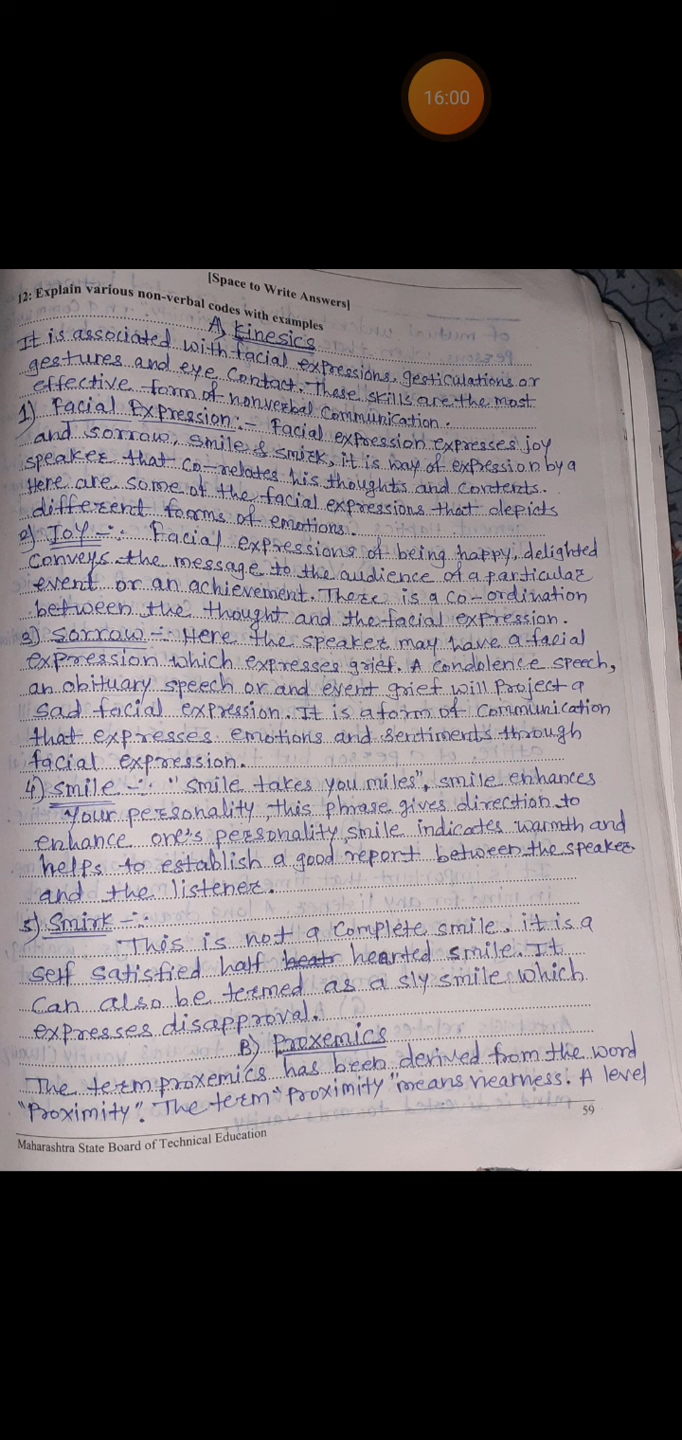 16:00
[Space to Write Answers]
12: Explain various non-verbal codes with examples
A) Kinesics
It is associated with facial expressions, gesticulations or
gestures and eye contact. These skills are the most
effective form of nonverbal communication.
1) Facial Expression:- Facial expression expresses joy
and sorrow, smile & smirk, it is way of expression by a
speaker that co-relates his thoughts and contents.
Here are some of the facial expressions that depicts
different forms of emotions.
2) Joy -:- Facial expressions of being happy, delighted
conveys the message to the audience of a particular
event or an achievement. There is a co-ordination
between the thought and the facial expression.
3) Sorrow -:- Here the speaker may have a facial
expression which expresses grief. A condolence speech,
an obituary speech or and event grief will project a
sad facial expression. It is a form of communication
that expresses emotions and sentiments through
facial expression.
4) Smile -:- "smile takes you miles", smile enhances
your personality, this phrase gives direction to
enhance one's personality, smile indicates warmth and
helps to establish a good report between the speaker
and the listener.
5) Smirk -:-
This is not a complete smile. it is a
self satisfied half hearted smile. It
can also be termed as a sly smile which
expresses disapproval.
B) Proxemics
The term proxemics has been derived from the word
"Proximity". The term "Proximity" means nearness. A level
59
Maharashtra State Board of Technical Education